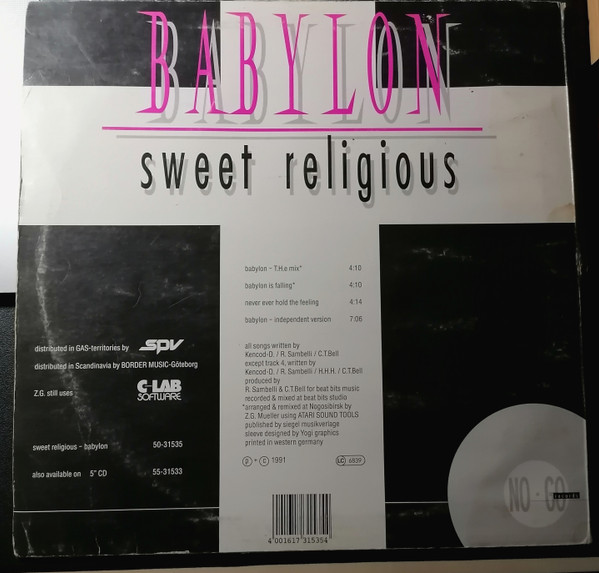 BABYLON
sweet religious
babylon – T.H.e mix* 4:10
babylon is falling* 4:10
never ever hold the feeling 4:14
babylon – independent version 7:06
all songs written by
Kencod-D. / R. Sambelli / C.T.Bell
except track 4, written by
Kencod-D. / R. Sambelli / H.H.H. / C.T.Bell
produced by
R. Sambelli & C.T.Bell for beat bits music
recorded & mixed at beat bits studio
*arranged & remixed at Nogosibirsk by
Z.G. Mueller using ATARI SOUND TOOLS
published by siegel musikverlage
sleeve designed by Yogi graphics
printed in western germany
℗ + © 1991 LC 6839
distributed in GAS-territories by SPV
distributed in Scandinavia by BORDER MUSIC-Göteborg
Z.G. still uses C-LAB SOFTWARE
sweet religious – babylon 50-31535
also available on 5" CD 55-31533
NO·GO records
4 001617 315354